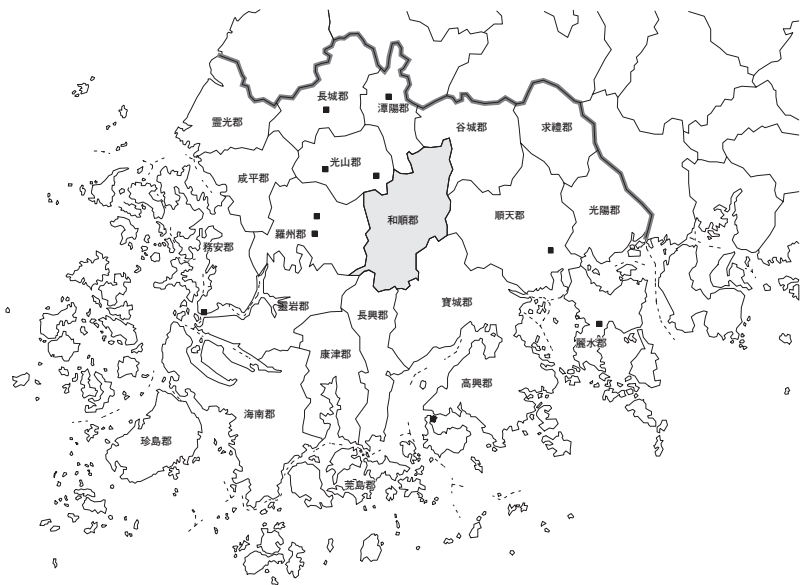 長城郡
潭陽郡
靈光郡
谷城郡
求禮郡
光山郡
咸平郡
光陽郡
和順郡
順天郡
羅州郡
務安郡
靈岩郡
寶城郡
長興郡
麗水郡
康津郡
高興郡
海南郡
珍島郡
莞島郡